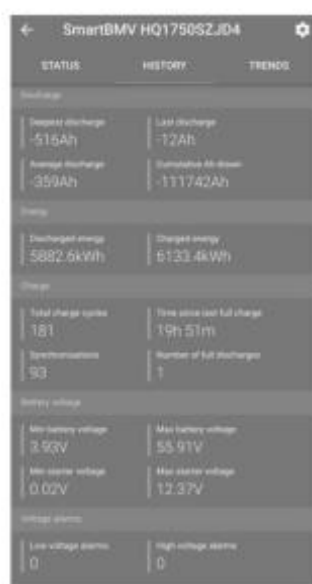 SmartBMV HQ1750SZJD4
STATUS HISTORY TRENDS
Discharge
Deepest discharge Last discharge
-516Ah -12Ah
Average discharge Cumulative Ah drawn
-359Ah -111742Ah
Energy
Discharged energy Charged energy
5882.6kWh 6133.4kWh
Charge
Total charge cycles Time since last full charge
181 19h 51m
Synchronisations Number of full discharges
93 1
Battery voltage
Min battery voltage Max battery voltage
3.93V 55.91V
Min starter voltage Max starter voltage
0.02V 12.37V
Voltage alarms
Low voltage alarms High voltage alarms
0 0